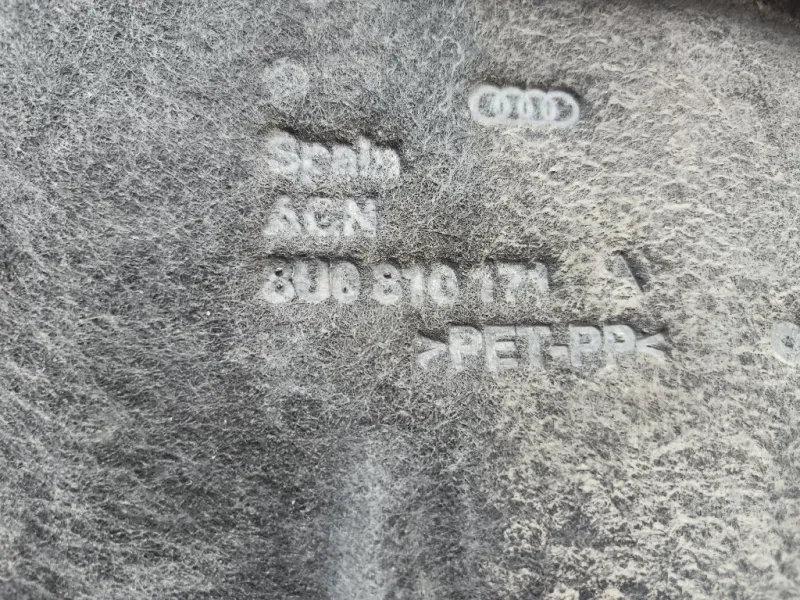 Spain
ACN
8U0 810 171 A
>PET-PP<